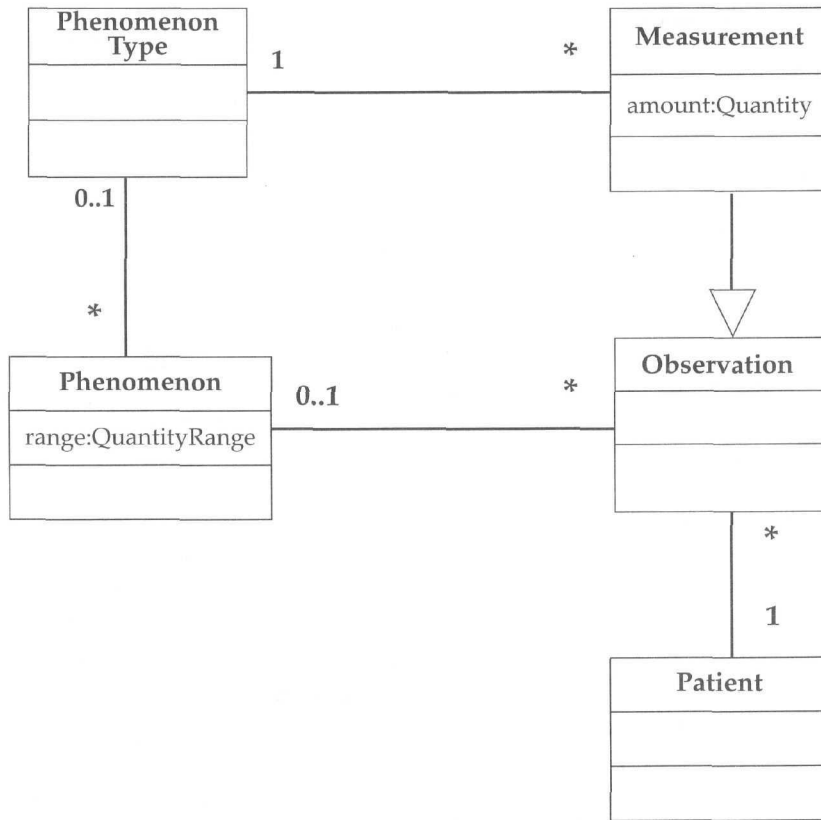 Phenomenon
Type
1
*
Measurement
amount:Quantity
0..1
*
Phenomenon
range:QuantityRange
0..1
*
Observation
*
1
Patient